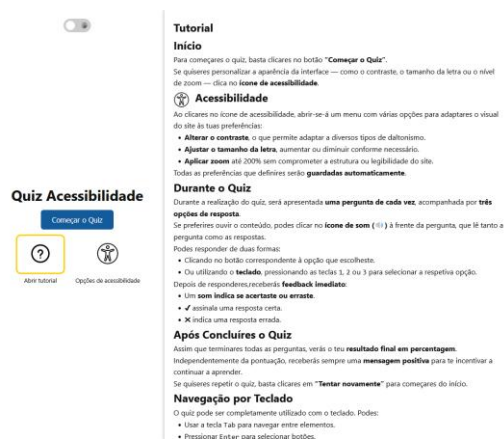 Quiz Acessibilidade
Começar o Quiz
Abrir tutorial
Opções de acessibilidade
Tutorial
Início
Para começares o quiz, basta clicares no botão "Começar o Quiz".
Se quiseres personalizar a aparência da interface — como o contraste, o tamanho da letra ou o nível
de zoom — clica no ícone de acessibilidade.
Acessibilidade
Ao clicares no ícone de acessibilidade, abrir-se-á um menu com várias opções para adaptares o visual
do site às tuas preferências:
• Alterar o contraste, o que permite adaptar a diversos tipos de daltonismo.
• Ajustar o tamanho da letra, aumentar ou diminuir conforme necessário.
• Aplicar zoom até 200% sem comprometer a estrutura ou legibilidade do site.
Todas as preferências que definires serão guardadas automaticamente.
Durante o Quiz
Durante a realização do quiz, será apresentada uma pergunta de cada vez, acompanhada por três
opções de resposta.
Se preferires ouvir o conteúdo, podes clicar no ícone de som (🔊) à frente da pergunta, que lê tanto a
pergunta como as respostas.
Podes responder de duas formas:
• Clicando no botão correspondente à opção que escolheste.
• Ou utilizando o teclado, pressionando as teclas 1, 2 ou 3 para selecionar a respetiva opção.
Depois de responderes,receberás feedback imediato:
• Um som indica se acertaste ou erraste.
• ✔ assinala uma resposta certa.
• ✖ indica uma resposta errada.
Após Concluíres o Quiz
Assim que terminares todas as perguntas, verás o teu resultado final em percentagem.
Independentemente da pontuação, receberás sempre uma mensagem positiva para te incentivar a
continuar a aprender.
Se quiseres repetir o quiz, basta clicares em "Tentar novamente" para começares do início.
Navegação por Teclado
O quiz pode ser completamente utilizado com o teclado. Podes:
• Usar a tecla Tab para navegar entre elementos.
• Pressionar Enter para selecionar botões.